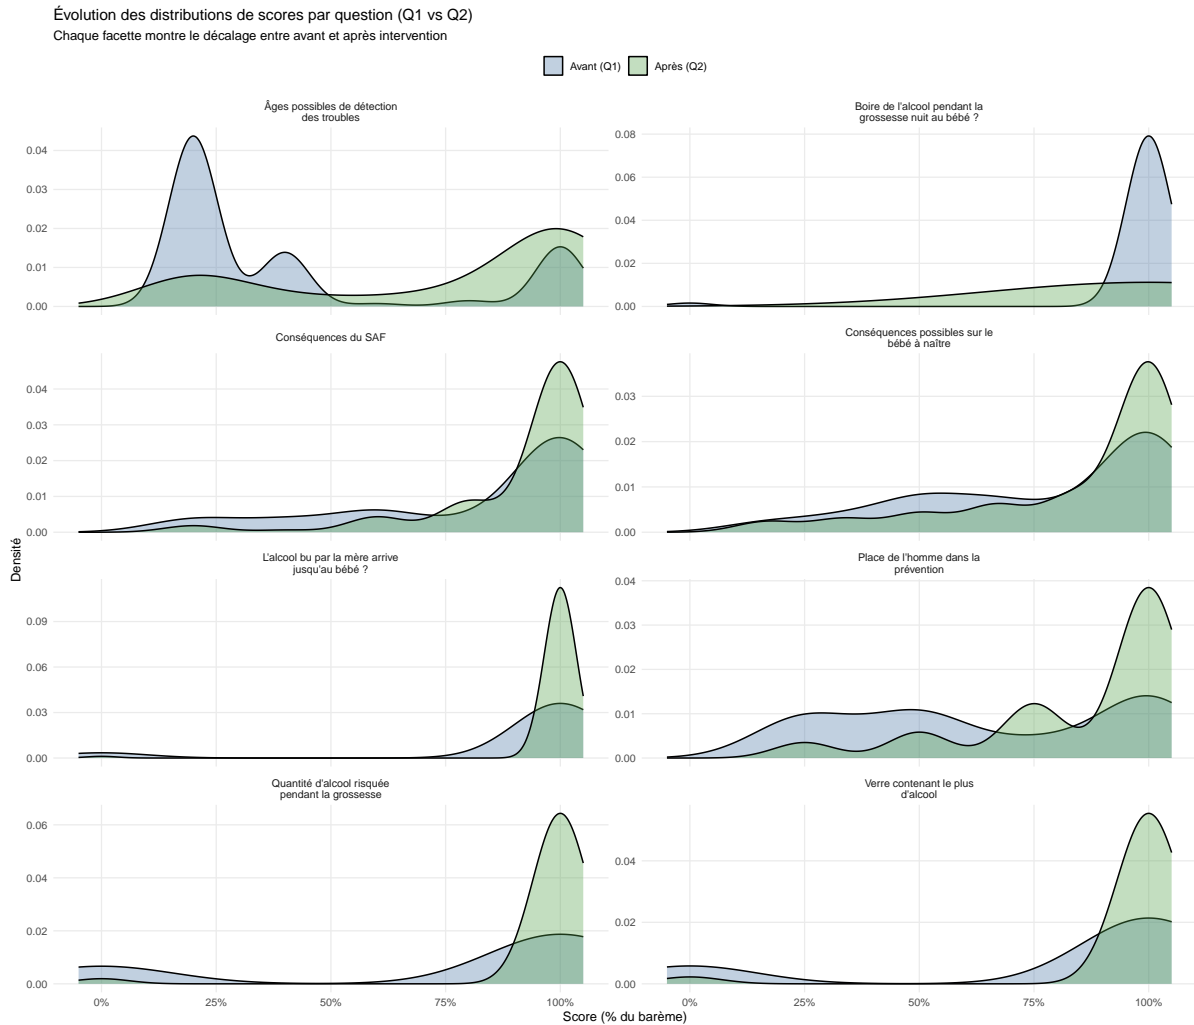 Évolution des distributions de scores par question (Q1 vs Q2)
Chaque facette montre le décalage entre avant et après intervention
Avant (Q1) Après (Q2)
Âges possibles de détection
des troubles
0.04
0.03
0.02
0.01
0.00
Boire de l'alcool pendant la
grossesse nuit au bébé ?
0.08
0.06
0.04
0.02
0.00
Conséquences du SAF
0.04
0.03
0.02
0.01
0.00
Conséquences possibles sur le
bébé à naître
0.03
0.02
0.01
0.00
L'alcool bu par la mère arrive
jusqu'au bébé ?
0.09
0.06
0.03
0.00
Place de l'homme dans la
prévention
0.04
0.03
0.02
0.01
0.00
Quantité d'alcool risquée
pendant la grossesse
0.06
0.04
0.02
0.00
0% 25% 50% 75% 100%
Verre contenant le plus
d'alcool
0.04
0.02
0.00
0% 25% 50% 75% 100%
Densité
Score (% du barème)